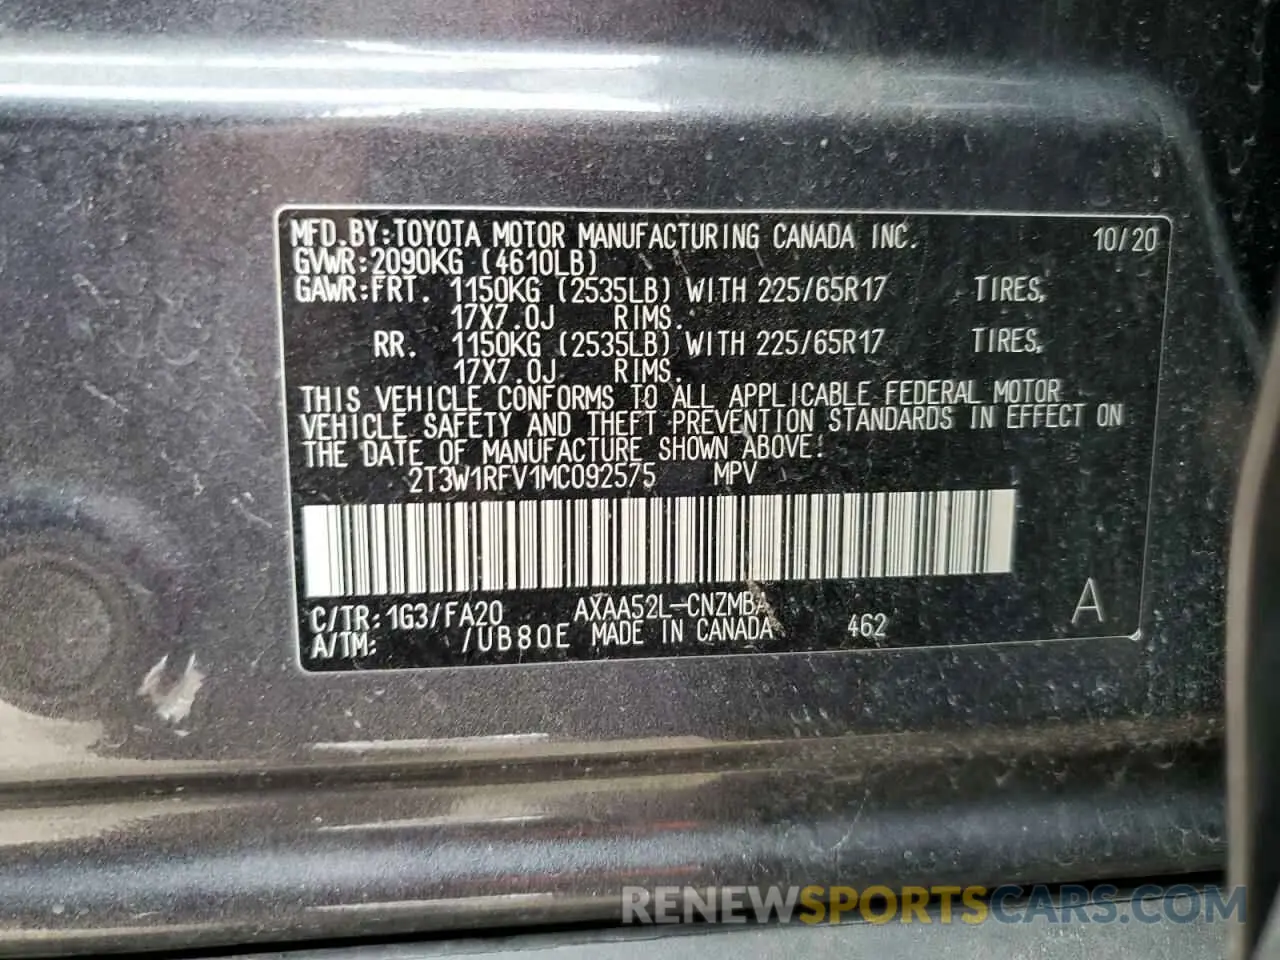 MFD.BY:TOYOTA MOTOR MANUFACTURING CANADA INC. 10/20
GVWR:2090KG (4610LB)
GAWR:FRT. 1150KG (2535LB) WITH 225/65R17 TIRES,
17X7.0J RIMS.
RR. 1150KG (2535LB) WITH 225/65R17 TIRES,
17X7.0J RIMS.
THIS VEHICLE CONFORMS TO ALL APPLICABLE FEDERAL MOTOR
VEHICLE SAFETY AND THEFT PREVENTION STANDARDS IN EFFECT ON
THE DATE OF MANUFACTURE SHOWN ABOVE.
2T3W1RFV1MC092575 MPV
C/TR:1G3/FA20 AXAA52L-CNZMBA
A/TM: /UB80E MADE IN CANADA 462 A
RENEWSPORTSCARS.COM